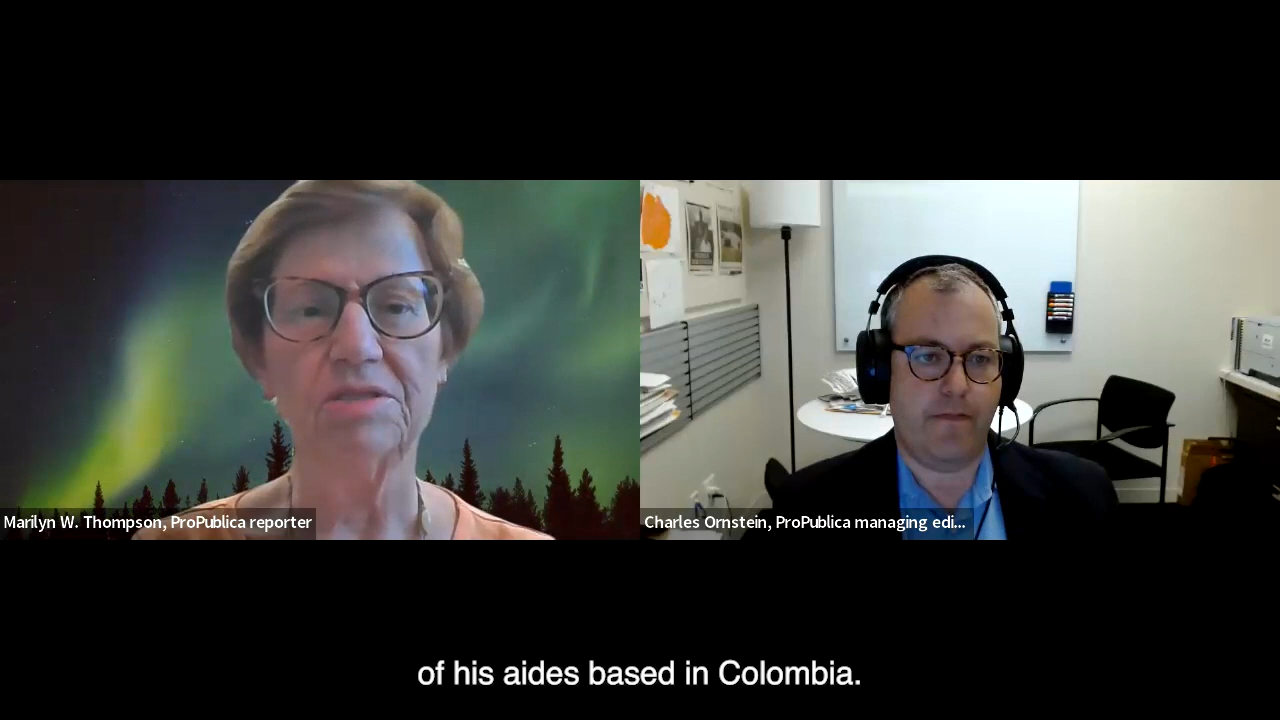 Marilyn W. Thompson, ProPublica reporter
Charles Ornstein, ProPublica managing edi...
of his aides based in Colombia.